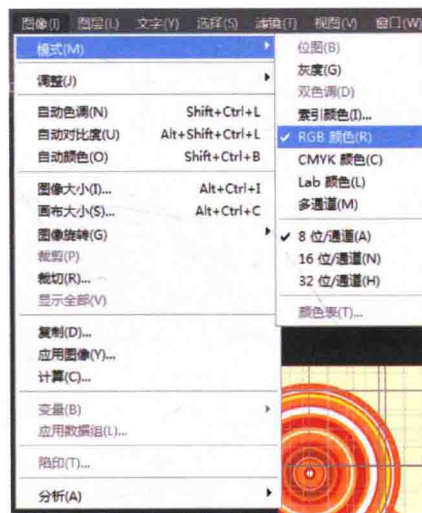 图像(I) 图层(L) 文字(Y) 选择(S) 滤镜(T) 视图(V) 窗口(W)
模式(M)
调整(J)
自动色调(N) Shift+Ctrl+L
自动对比度(U) Alt+Shift+Ctrl+L
自动颜色(O) Shift+Ctrl+B
图像大小(I)... Alt+Ctrl+I
画布大小(S)... Alt+Ctrl+C
图像旋转(G)
裁剪(P)
裁切(R)...
显示全部(V)
复制(D)...
应用图像(Y)...
计算(C)...
变量(B)
应用数据组(L)...
陷印(T)...
分析(A)
位图(B)
灰度(G)
双色调(D)
索引颜色(I)...
✓ RGB 颜色(R)
CMYK 颜色(C)
Lab 颜色(L)
多通道(M)
✓ 8 位/通道(A)
16 位/通道(N)
32 位/通道(H)
颜色表(T)...